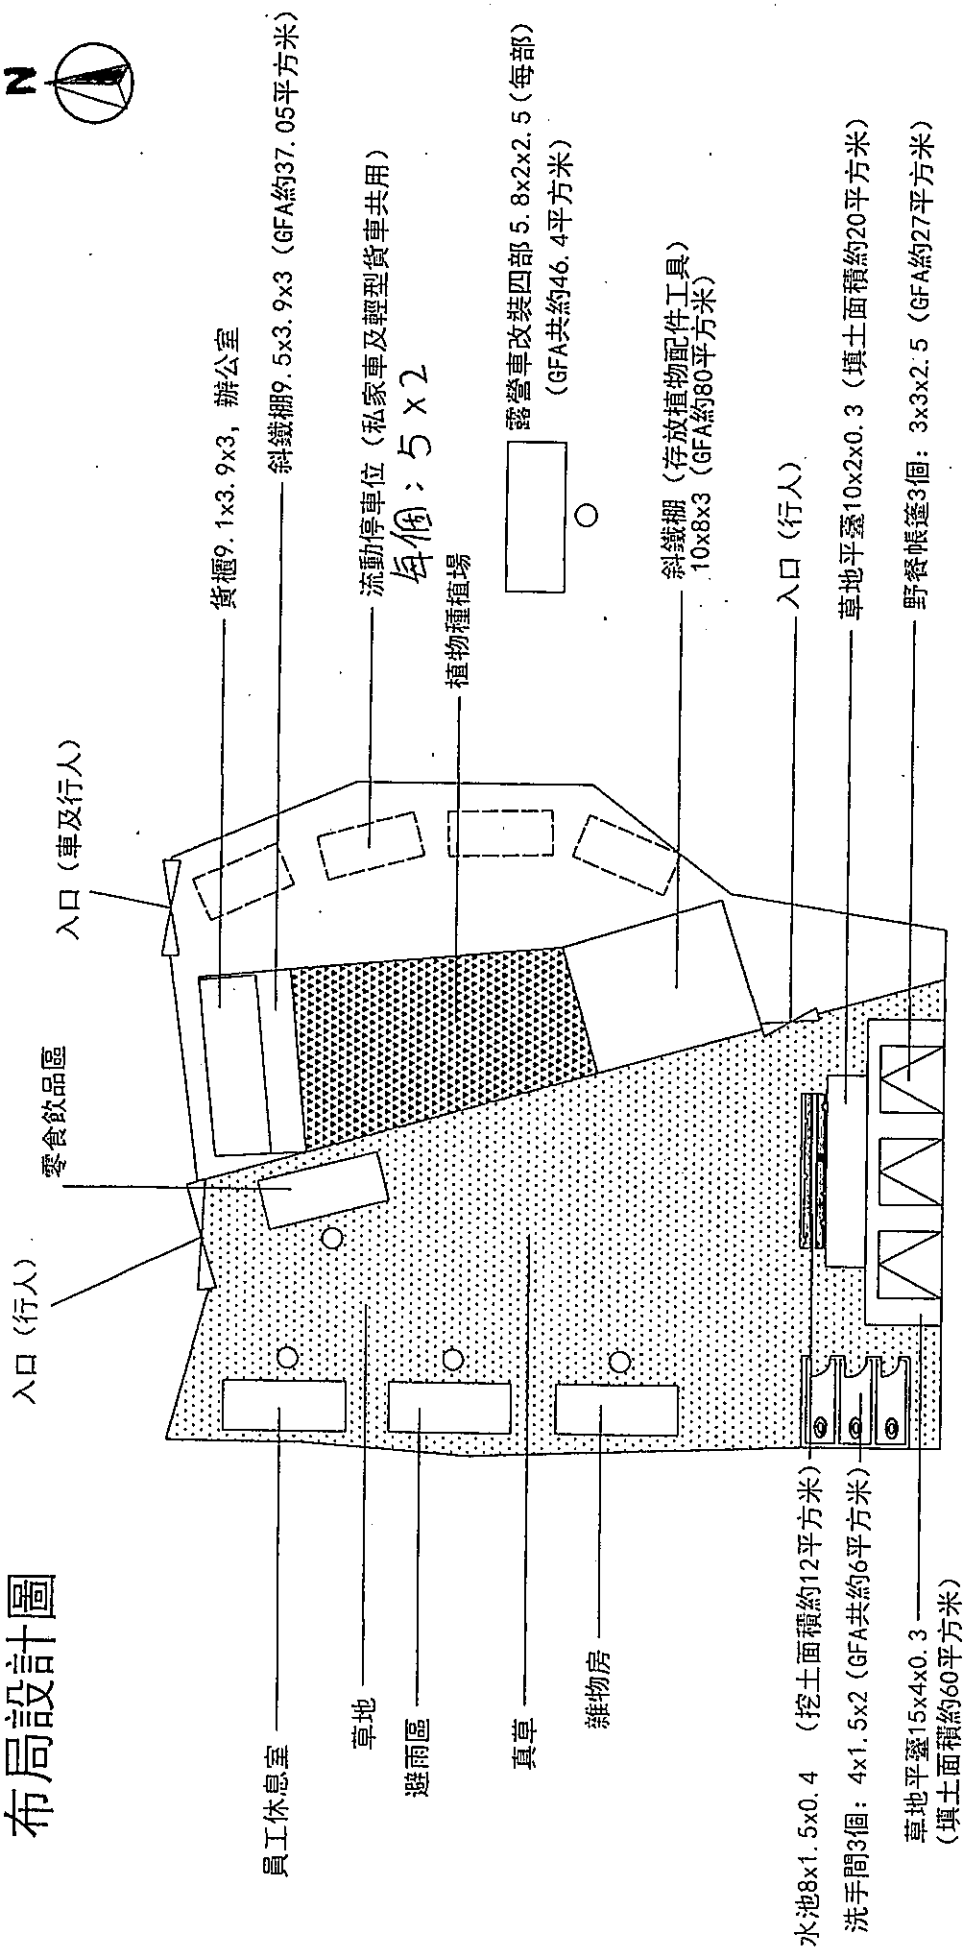 布局設計圖
N
入口（行人）
零食飲品區
入口（車及行人）
貨櫃9.1x3.9x3, 辦公室
斜鐵棚9.5x3.9x3（GFA約37.05平方米）
流動停車位（私家車及輕型貨車共用）
每個：5x2
植物種植場
露營車改裝四部 5.8x2x2.5（每部）
（GFA共約46.4平方米）
斜鐵棚（存放植物配件工具）
10x8x3（GFA約80平方米）
入口（行人）
草地平臺10x2x0.3（填土面積約20平方米）
野餐帳篷3個：3x3x2.5（GFA約27平方米）
員工休息室
草地
避雨區
真草
雜物房
水池8x1.5x0.4（挖土面積約12平方米）
洗手間3個：4x1.5x2（GFA共約6平方米）
草地平臺15x4x0.3
（填土面積約60平方米）